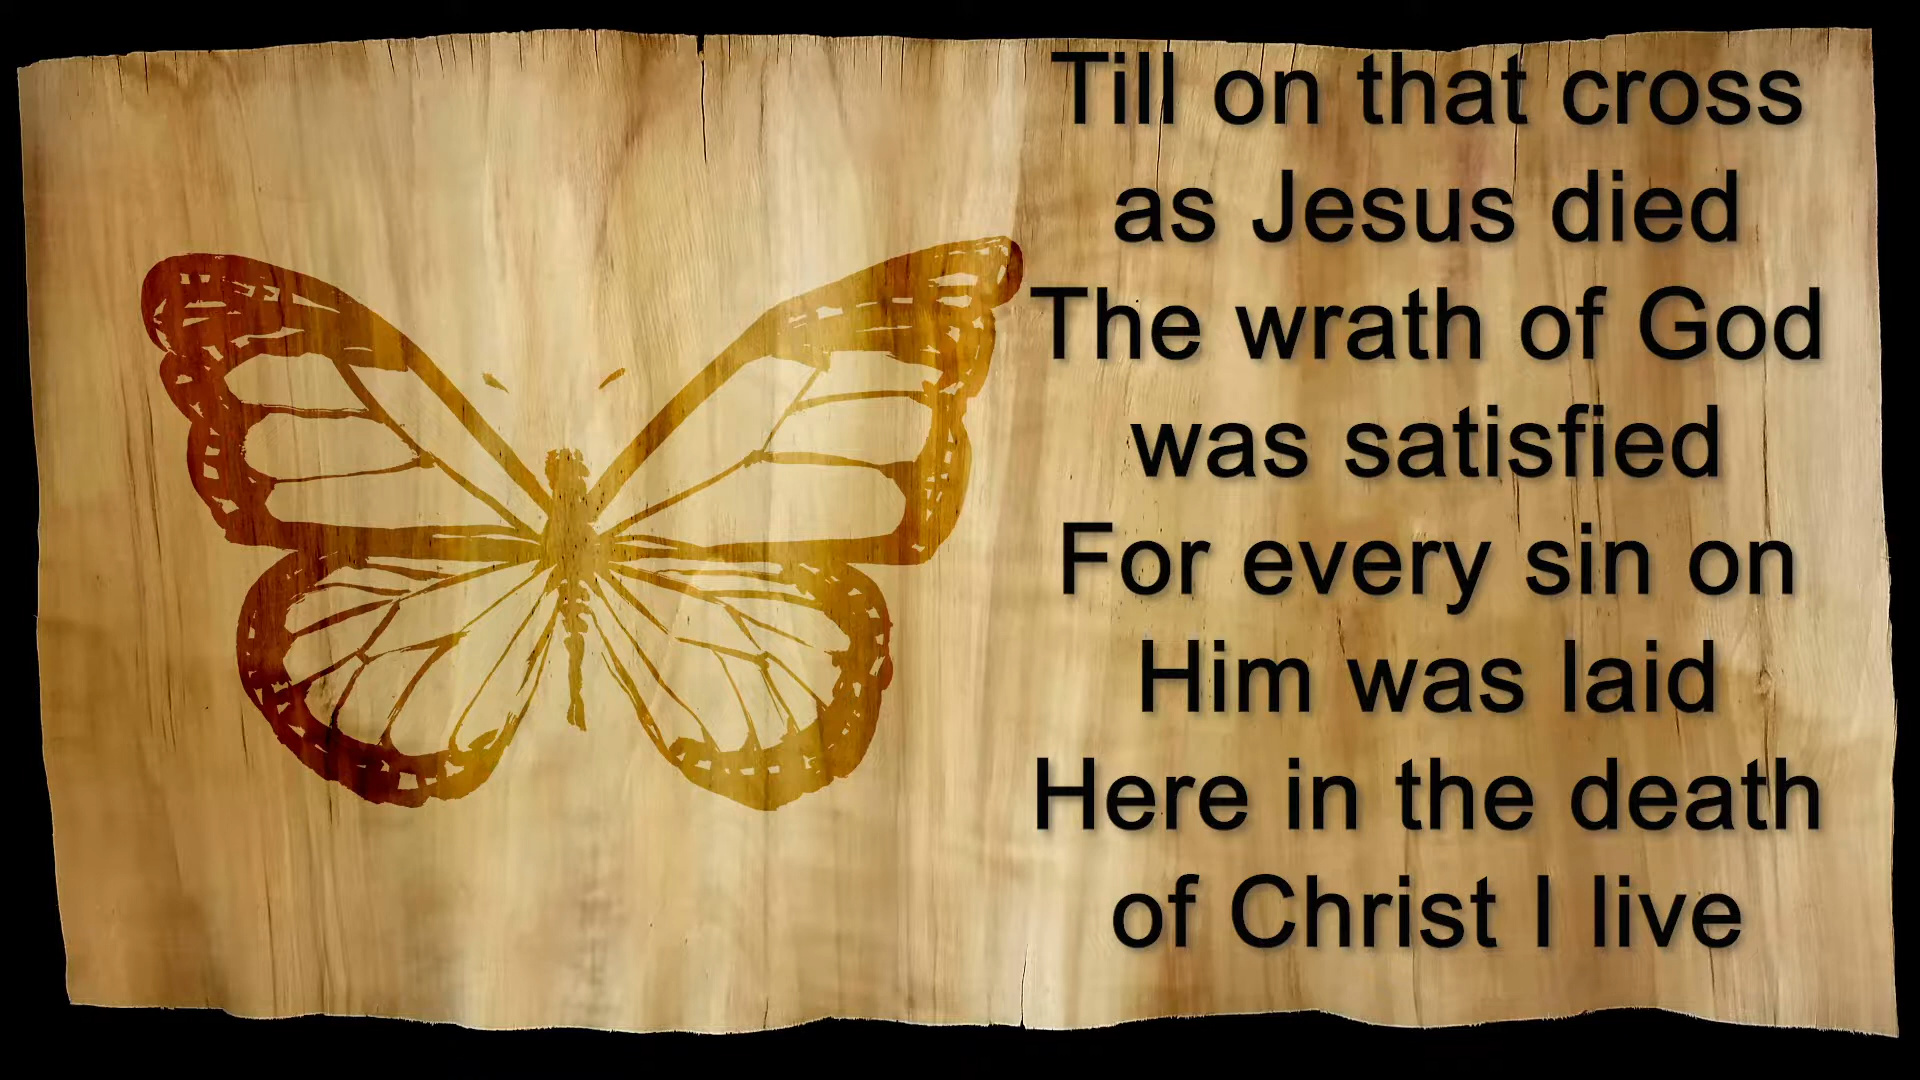 Till on that cross
as Jesus died
The wrath of God
was satisfied
For every sin on
Him was laid
Here in the death
of Christ I live